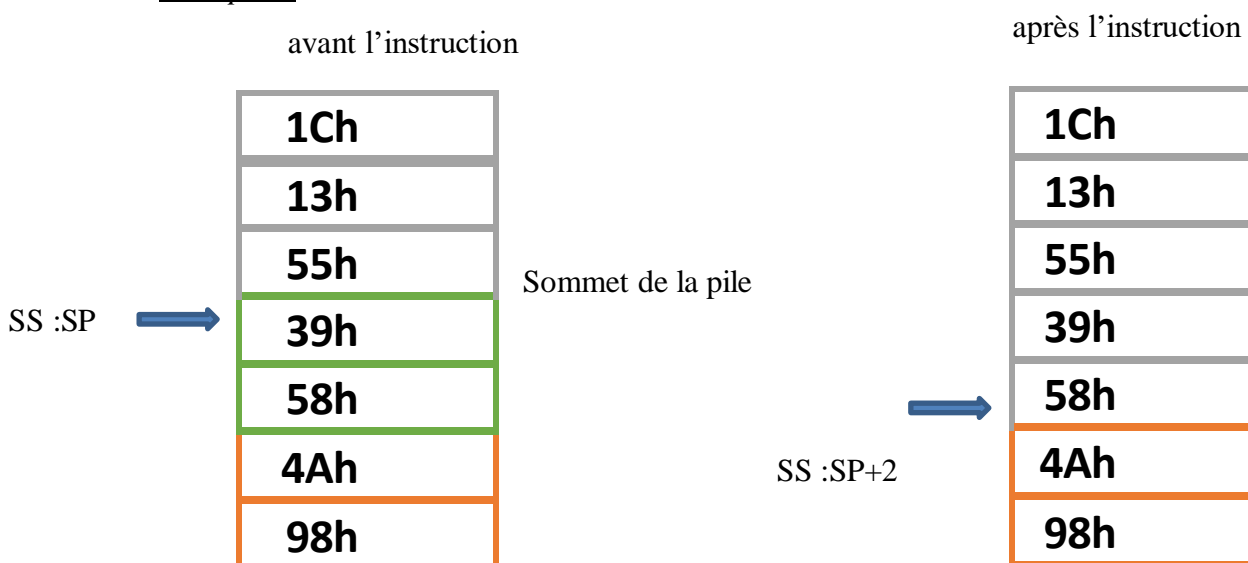 avant l’instruction
après l’instruction
1Ch
13h
55h
39h
58h
4Ah
98h
Sommet de la pile
SS :SP
1Ch
13h
55h
39h
58h
4Ah
98h
SS :SP+2